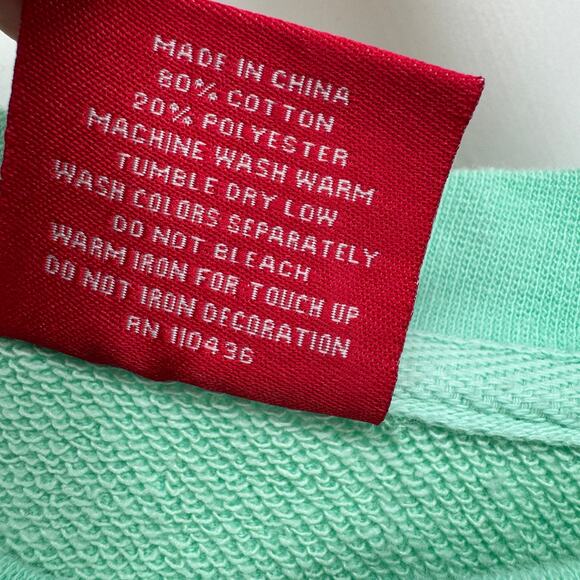 MADE IN CHINA
80% COTTON
20% POLYESTER
MACHINE WASH WARM
TUMBLE DRY LOW
WASH COLORS SEPARATELY
DO NOT BLEACH
WARM IRON FOR TOUCH UP
DO NOT IRON DECORATION
RN 110436